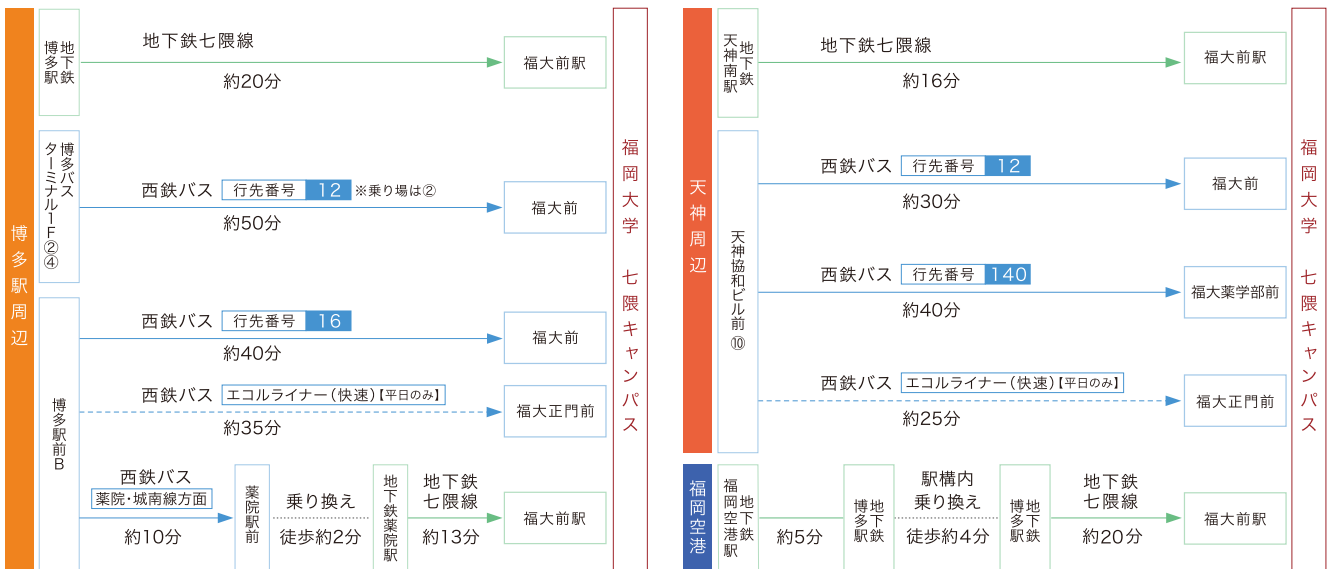 博多駅周辺
地下鉄
博多駅
地下鉄七隈線
約20分
福大前駅
博多バス
ターミナル1F②④
西鉄バス 行先番号 12 ※乗り場は②
約50分
福大前
博多駅前B
西鉄バス 行先番号 16
約40分
福大前
西鉄バス エコルライナー（快速）【平日のみ】
約35分
福大正門前
西鉄バス
薬院・城南線方面
約10分
薬院駅前
乗り換え
徒歩約2分
地下鉄薬院駅
地下鉄
七隈線
約13分
福大前駅
福岡大学 七隈キャンパス
天神周辺
地下鉄
天神南駅
地下鉄七隈線
約16分
福大前駅
天神協和ビル前⑩
西鉄バス 行先番号 12
約30分
福大前
西鉄バス 行先番号 140
約40分
福大薬学部前
西鉄バス エコルライナー（快速）【平日のみ】
約25分
福大正門前
福岡空港
地下鉄
福岡空港駅
約5分
地下鉄
博多駅
駅構内
乗り換え
徒歩約4分
地下鉄
博多駅
地下鉄
七隈線
約20分
福大前駅
福岡大学 七隈キャンパス